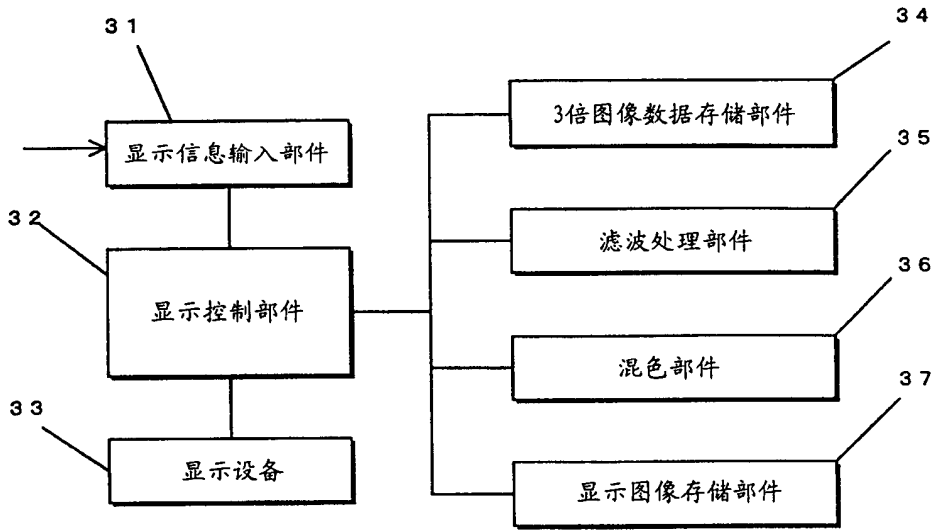 31
显示信息输入部件
32
显示控制部件
33
显示设备
34
3倍图像数据存储部件
35
滤波处理部件
36
混色部件
37
显示图像存储部件